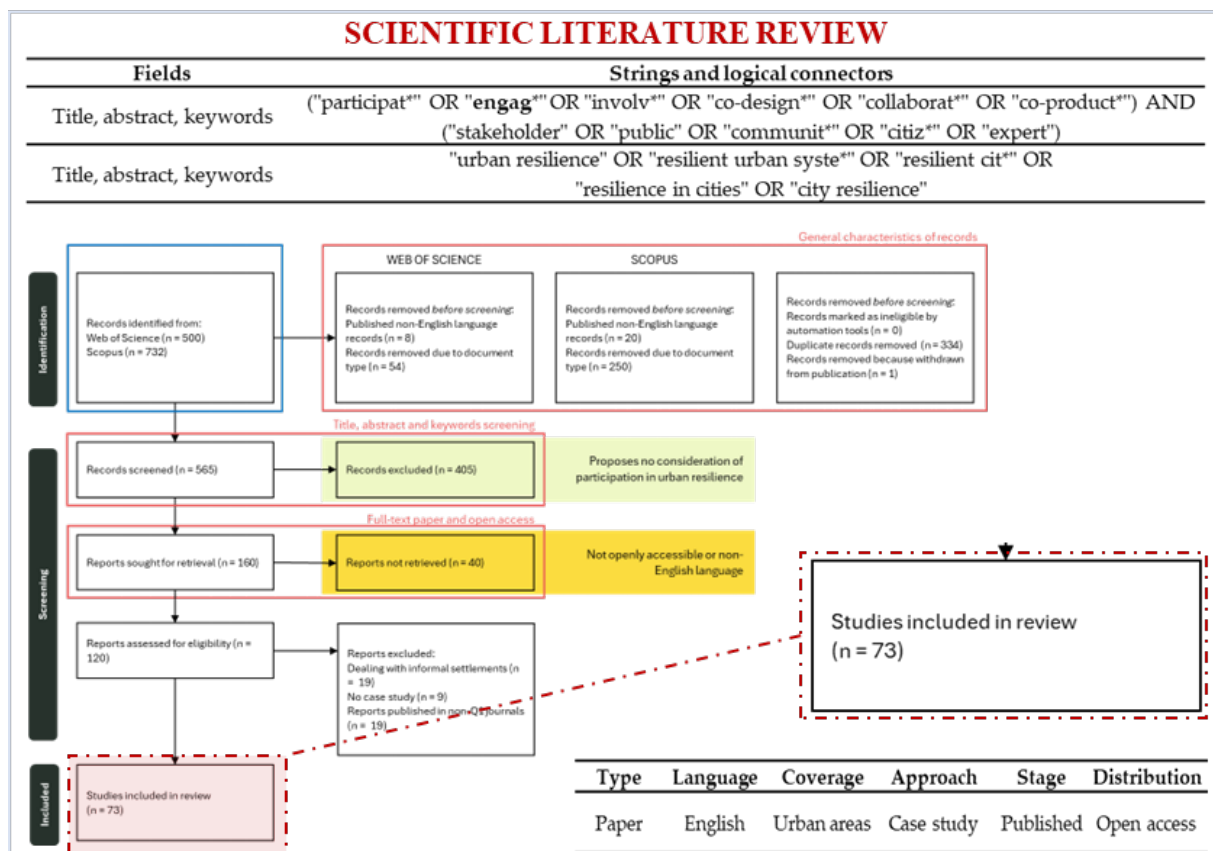 SCIENTIFIC LITERATURE REVIEW
Fields Strings and logical connectors
Title, abstract, keywords
("participat*" OR "engag*" OR "involv*" OR "co-design*" OR "collaborat*" OR "co-product*") AND
("stakeholder" OR "public" OR "communit*" OR "citiz*" OR "expert")
Title, abstract, keywords
"urban resilience" OR "resilient urban syste*" OR "resilient cit*" OR
"resilience in cities" OR "city resilience"
General characteristics of records
WEB OF SCIENCE
SCOPUS
Identification
Records identified from:
Web of Science (n = 500)
Scopus (n = 732)
Records removed before screening:
Published non-English language
records (n = 8)
Records removed due to document
type (n = 54)
Records removed before screening:
Published non-English language
records (n = 20)
Records removed due to document
type (n = 250)
Records removed before screening:
Records marked as ineligible by
automation tools (n = 0)
Duplicate records removed (n = 334)
Records removed because withdrawn
from publication (n = 1)
Title, abstract and keywords screening
Screening
Records screened (n = 565)
Records excluded (n = 405)
Proposes no consideration of
participation in urban resilience
Full-text paper and open access
Reports sought for retrieval (n = 160)
Reports not retrieved (n = 40)
Not openly accessible or non-
English language
Reports assessed for eligibility (n =
120)
Reports excluded:
Dealing with informal settlements (n
= 19)
No case study (n = 9)
Reports published in non-Q1 journals
(n = 19)
Studies included in review
(n = 73)
Included
Studies included in review
(n = 73)
Type Language Coverage Approach Stage Distribution
Paper English Urban areas Case study Published Open access